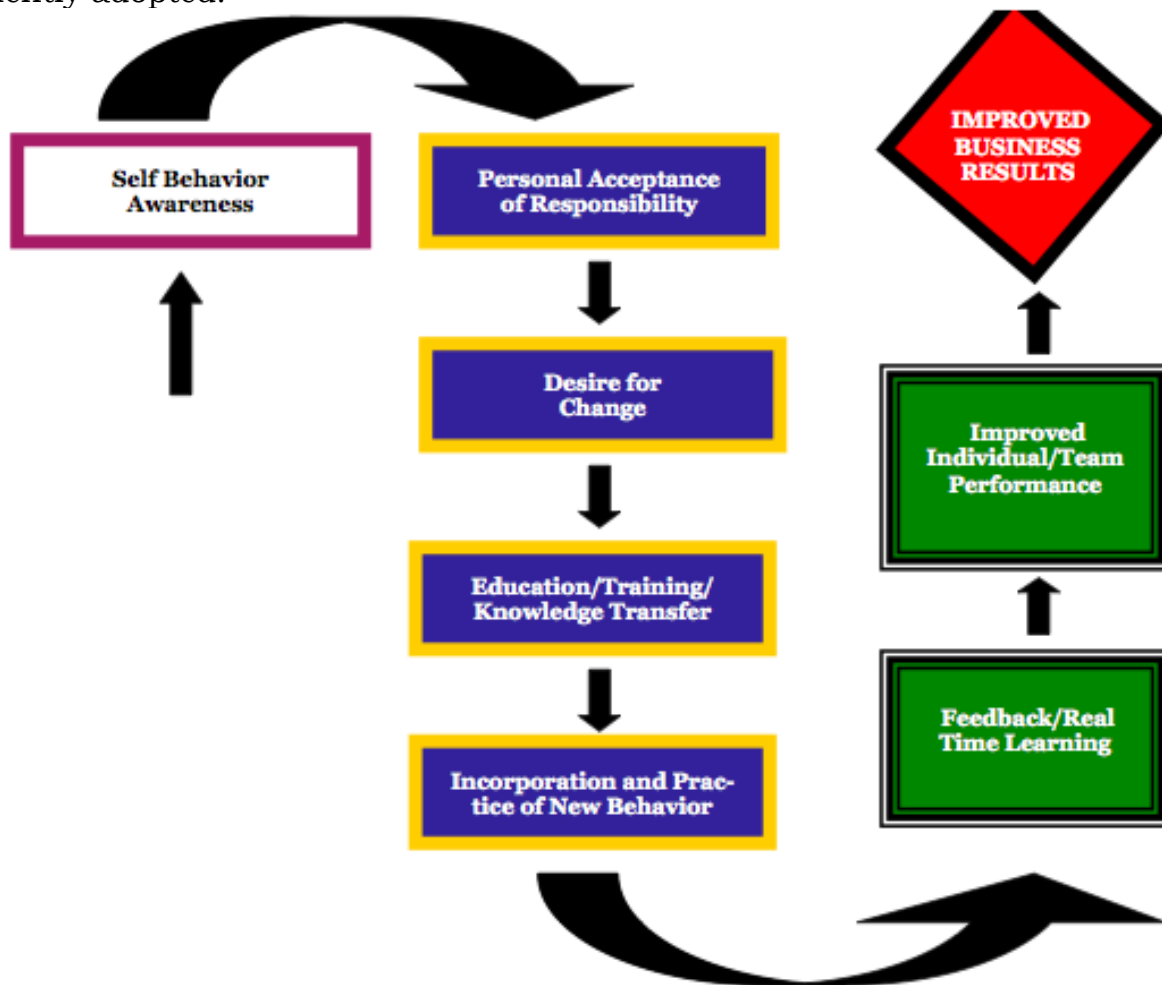 adopted.
Self Behavior
Awareness
Personal Acceptance
of Responsibility
Desire for
Change
Education/Training/
Knowledge Transfer
Incorporation and Prac-
tice of New Behavior
IMPROVED
BUSINESS
RESULTS
Improved
Individual/Team
Performance
Feedback/Real
Time Learning